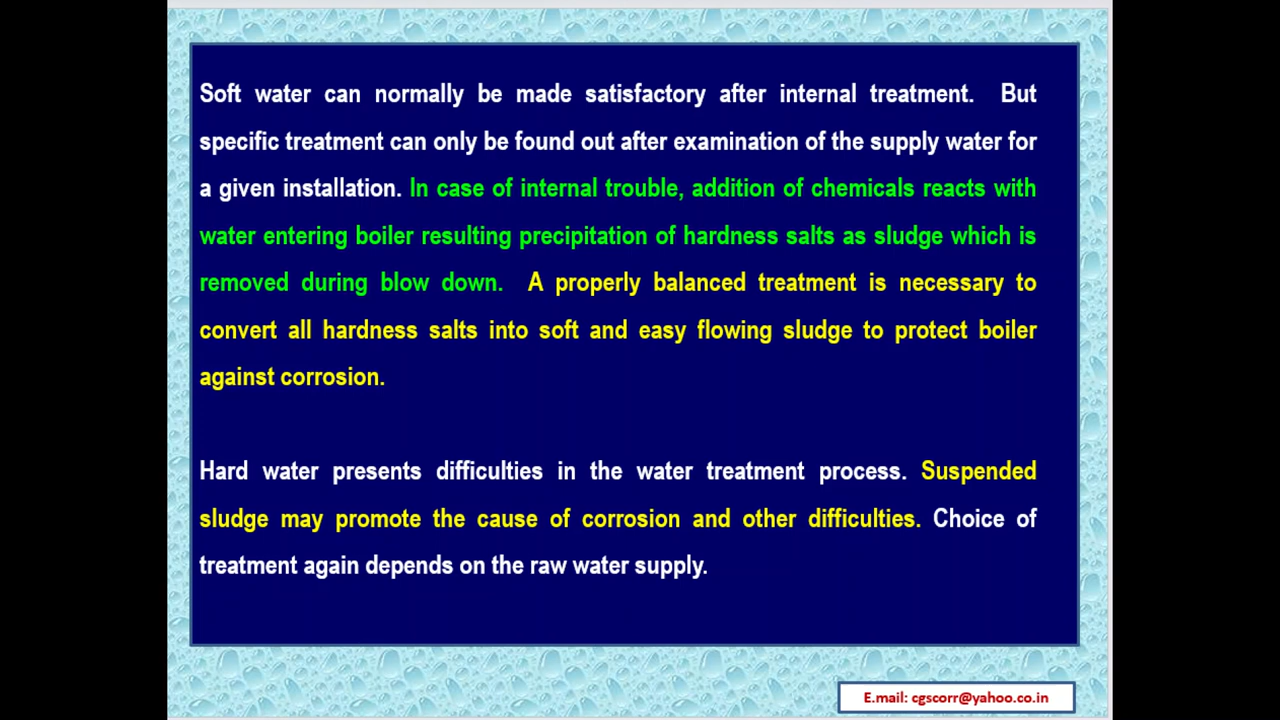 Soft water can normally be made satisfactory after internal treatment. But
specific treatment can only be found out after examination of the supply water for
a given installation. In case of internal trouble, addition of chemicals reacts with
water entering boiler resulting precipitation of hardness salts as sludge which is
removed during blow down. A properly balanced treatment is necessary to
convert all hardness salts into soft and easy flowing sludge to protect boiler
against corrosion.
Hard water presents difficulties in the water treatment process. Suspended
sludge may promote the cause of corrosion and other difficulties. Choice of
treatment again depends on the raw water supply.
E.mail: cgscorr@yahoo.co.in